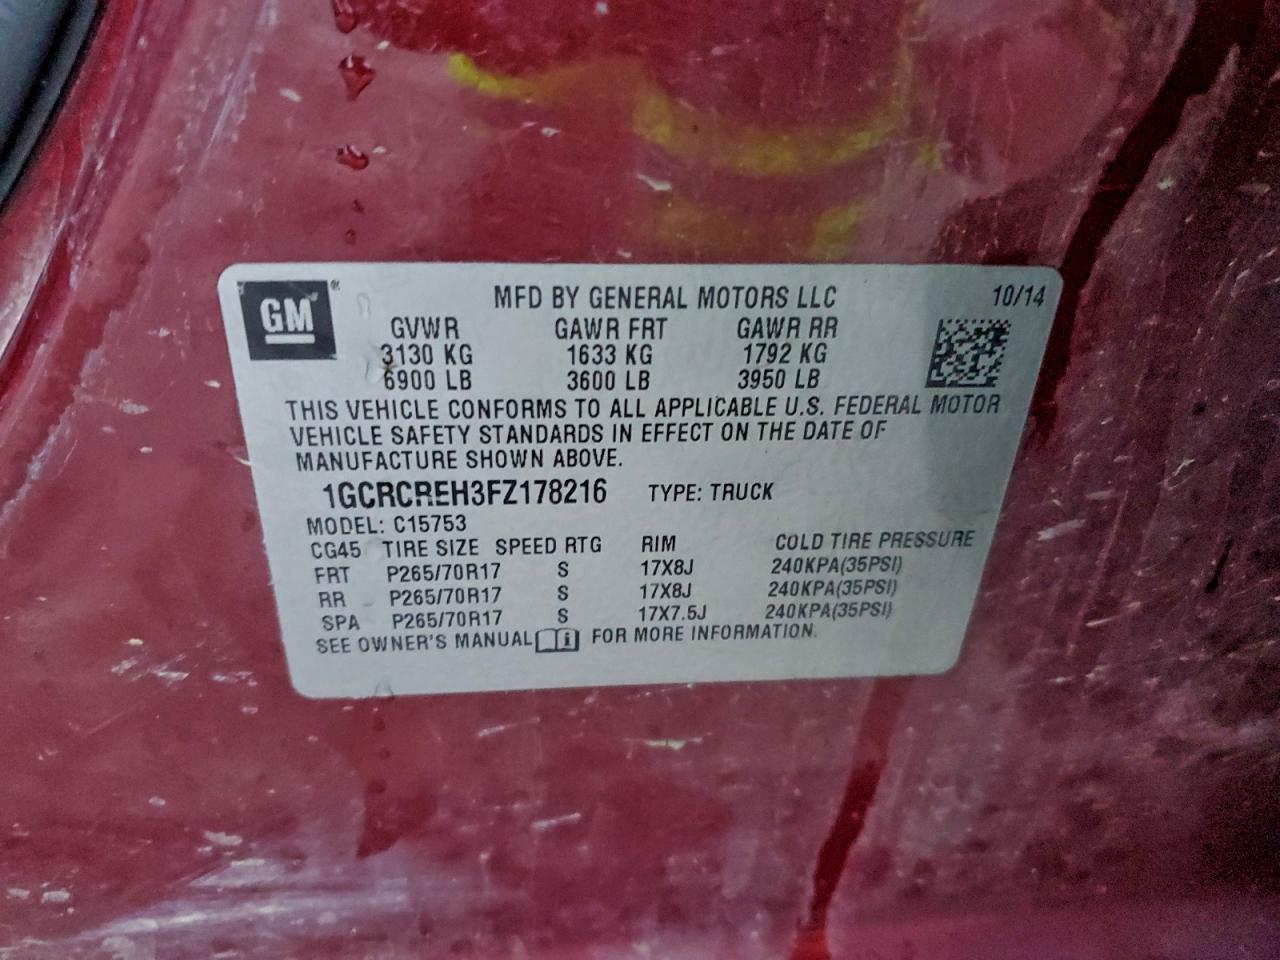 GM
MFD BY GENERAL MOTORS LLC 10/14
GVWR GAWR FRT GAWR RR
3130 KG 1633 KG 1792 KG
6900 LB 3600 LB 3950 LB
THIS VEHICLE CONFORMS TO ALL APPLICABLE U.S. FEDERAL MOTOR
VEHICLE SAFETY STANDARDS IN EFFECT ON THE DATE OF
MANUFACTURE SHOWN ABOVE.
1GCRCREH3FZ178216 TYPE: TRUCK
MODEL: C15753
CG45 TIRE SIZE SPEED RTG RIM COLD TIRE PRESSURE
FRT P265/70R17 S 17X8J 240KPA(35PSI)
RR P265/70R17 S 17X8J 240KPA(35PSI)
SPA P265/70R17 S 17X7.5J 240KPA(35PSI)
SEE OWNER'S MANUAL i FOR MORE INFORMATION.